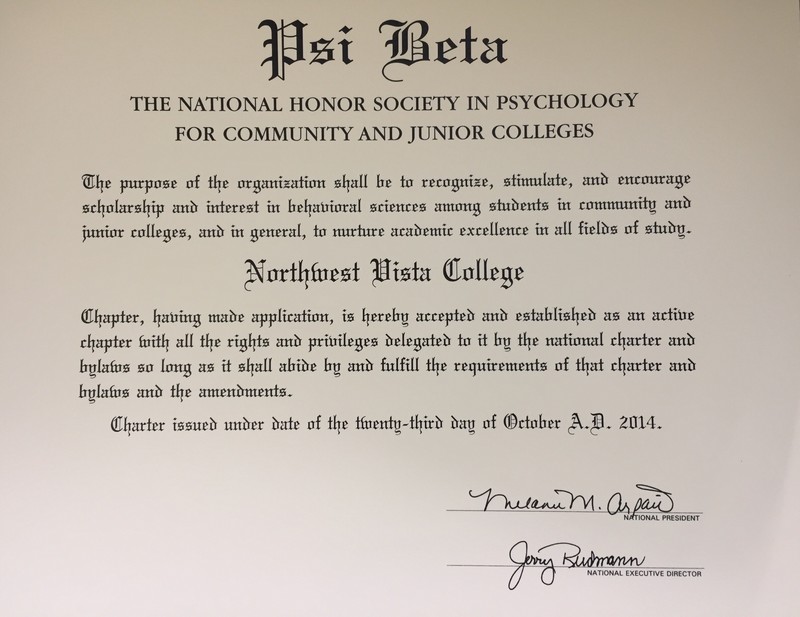 Psi Beta
THE NATIONAL HONOR SOCIETY IN PSYCHOLOGY
FOR COMMUNITY AND JUNIOR COLLEGES
The purpose of the organization shall be to recognize, stimulate, and encourage
scholarship and interest in behavioral sciences among students in community and
junior colleges, and in general, to nurture academic excellence in all fields of study.
Northwest Vista College
Chapter, having made application, is hereby accepted and established as an active
chapter with all the rights and privileges delegated to it by the national charter and
bylaws so long as it shall abide by and fulfill the requirements of that charter and
bylaws and the amendments.
Charter issued under date of the twenty-third day of October A.D. 2014.
M. 
NATIONAL PRESIDENT
Jerry Rudmann
NATIONAL EXECUTIVE DIRECTOR